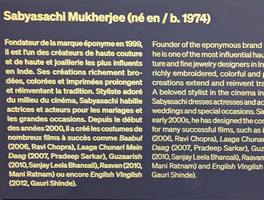 Sabyasachi Mukherjee (né en / b. 1974)
Fondateur de la marque éponyme en 1999,
il est l'un des créateurs de haute couture
et de haute et joaillerie les plus influents
en Inde. Ses créations richement bro-
dées, colorées et imprimées prolongent
et réinventent la tradition. Styliste adoré
du milieu du cinéma, Sabyasachi habille
actrices et acteurs pour les mariages et
les grandes occasions. Depuis le début
des années 2000, il a créé les costumes de
nombreux films à succès comme Baabul
(2006, Ravi Chopra), Laaga Chunari Mein
Daag (2007, Pradeep Sarkar), Guzaarish
(2010, Sanjay Leela Bhansali), Raavan (2010,
Mani Ratnam) ou encore English Vinglish
(2012, Gauri Shinde).
Founder of the eponymous brand
he is one of the most influential hau
ture and fine jewelry designers in In
richly embroidered, colorful and p
creations extend and reinvent tra
A beloved stylist in the cinema in
Sabyasachi dresses actresses and ac
weddings and special occasions. Si
early 2000s, he has designed the co
for many successful films, such as
(2006, Ravi Chopra), Laaga Chunar
Daag (2007, Pradeep Sarkar), Guz
(2010, Sanjay Leela Bhansali), Raavan
Mani Ratnam) and English Vinglish
Gauri Shinde).